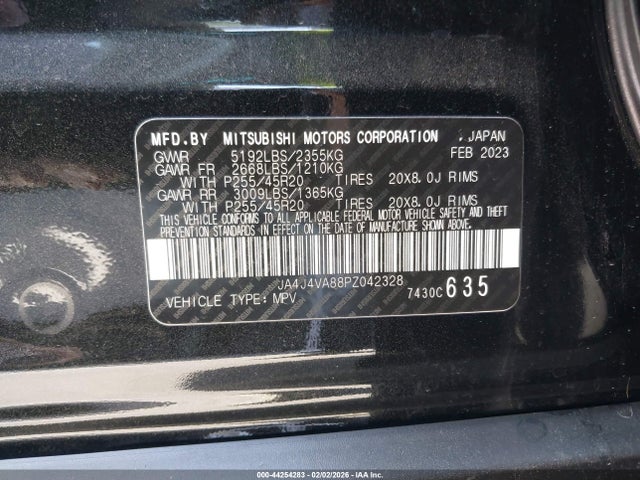 MFD.BY MITSUBISHI MOTORS CORPORATION JAPAN
GVWR 5192LBS/2355KG FEB 2023
GAWR FR 2668LBS/1210KG
WITH P255/45R20 TIRES 20X8.0J RIMS
GAWR RR 3009LBS/1365KG
WITH P255/45R20 TIRES 20X8.0J RIMS
THIS VEHICLE CONFORMS TO ALL APPLICABLE FEDERAL MOTOR VEHICLE SAFETY AND THEFT
PREVENTION STANDARDS IN EFFECT ON THE DATE OF MANUFACTURE SHOWN ABOVE.
JA4J4VA88PZ042328
VEHICLE TYPE: MPV 7430C 635
00-44254283 - 02/02/2026 - IAAI COPYRIGHT